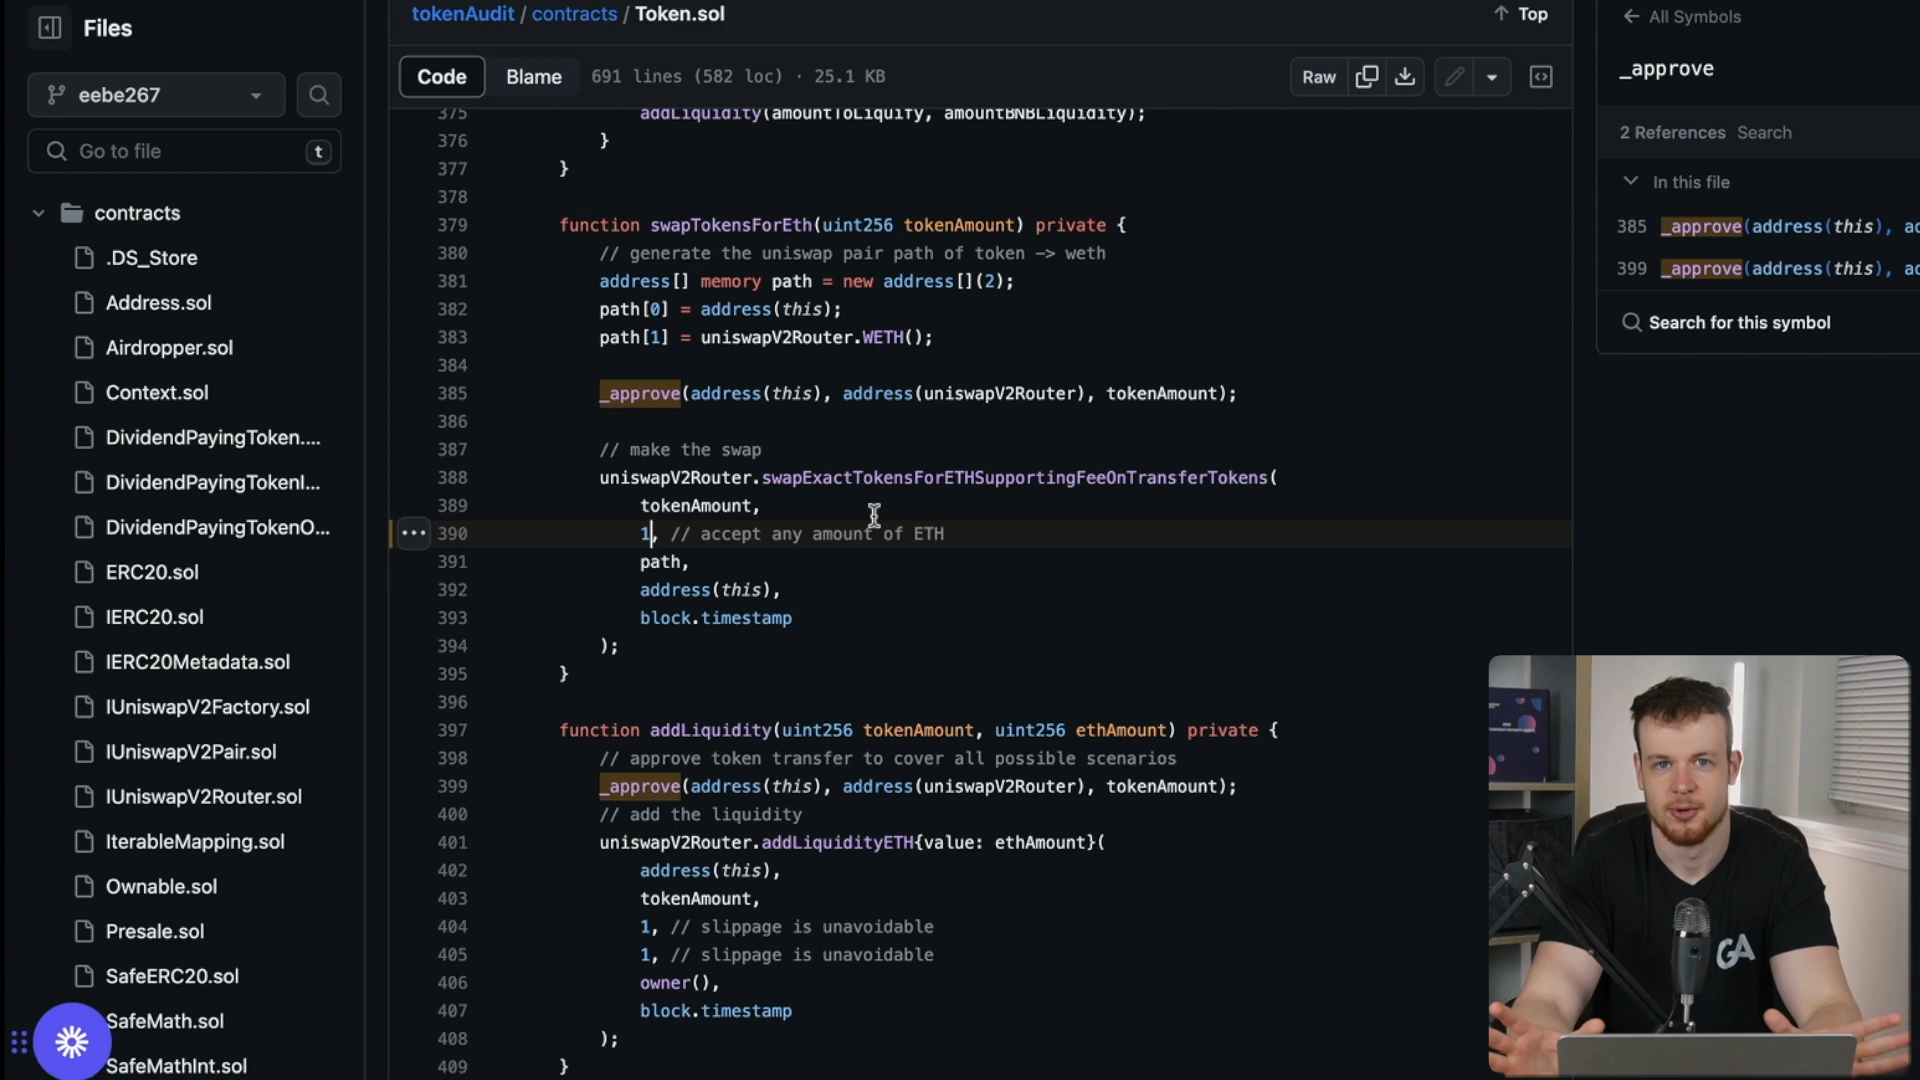 Files
eebe267
Go to file
t
contracts
.DS_Store
Address.sol
Airdropper.sol
Context.sol
DividendPayingToken....
DividendPayingTokenI...
DividendPayingTokenO...
ERC20.sol
IERC20.sol
IERC20Metadata.sol
IUniswapV2Factory.sol
IUniswapV2Pair.sol
IUniswapV2Router.sol
IterableMapping.sol
Ownable.sol
Presale.sol
SafeERC20.sol
SafeMath.sol
SafeMathInt.sol
tokenAudit / contracts / Token.sol
Top
Code Blame 691 lines (582 loc) · 25.1 KB
Raw
375 addLiquidity(amountToLiquify, amountBNBLiquidity);
376 }
377 }
378
379 function swapTokensForEth(uint256 tokenAmount) private {
380 // generate the uniswap pair path of token -> weth
381 address[] memory path = new address[](2);
382 path[0] = address(this);
383 path[1] = uniswapV2Router.WETH();
384
385 _approve(address(this), address(uniswapV2Router), tokenAmount);
386
387 // make the swap
388 uniswapV2Router.swapExactTokensForETHSupportingFeeOnTransferTokens(
389 tokenAmount,
390 1, // accept any amount of ETH
391 path,
392 address(this),
393 block.timestamp
394 );
395 }
396
397 function addLiquidity(uint256 tokenAmount, uint256 ethAmount) private {
398 // approve token transfer to cover all possible scenarios
399 _approve(address(this), address(uniswapV2Router), tokenAmount);
400 // add the liquidity
401 uniswapV2Router.addLiquidityETH{value: ethAmount}(
402 address(this),
403 tokenAmount,
404 1, // slippage is unavoidable
405 1, // slippage is unavoidable
406 owner(),
407 block.timestamp
408 );
409 }
All Symbols
_approve
2 References Search
In this file
385 _approve(address(this), ad
399 _approve(address(this), ad
Search for this symbol
GA